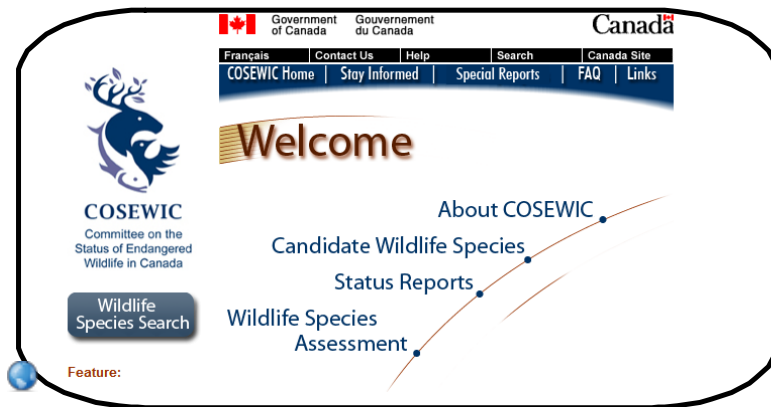 Government of Canada
Gouvernement du Canada
Canada
Français Contact Us Help Search Canada Site
COSEWIC Home Stay Informed Special Reports FAQ Links
Welcome
COSEWIC
Committee on the
Status of Endangered
Wildlife in Canada
Wildlife
Species Search
About COSEWIC
Candidate Wildlife Species
Status Reports
Wildlife Species
Assessment
Feature: